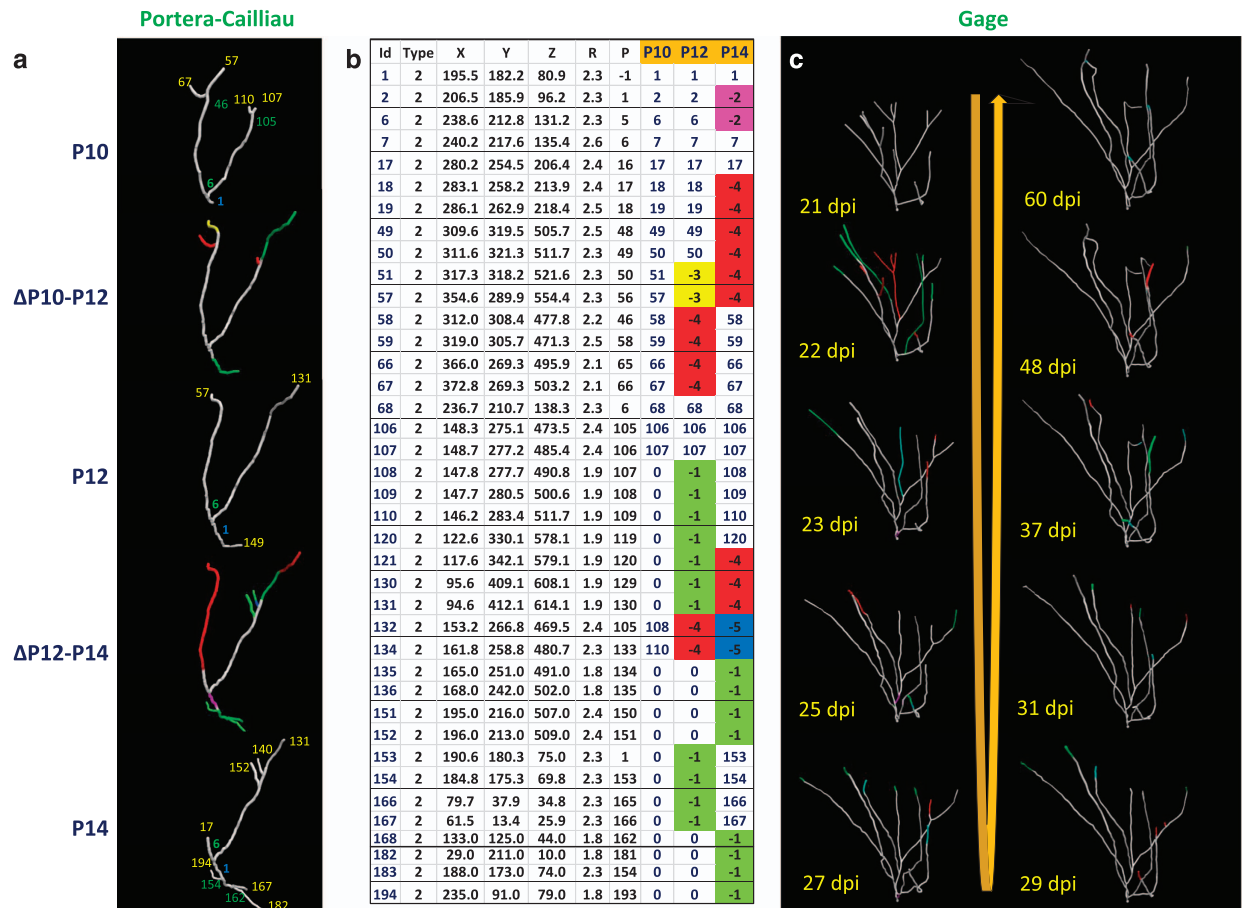 Portera-Cailliau
Gage
a
P10
57
67
46
110
107
105
6
1
ΔP10-P12
P12
57
131
6
1
149
ΔP12-P14
P14
131
140
152
17
6
194
1
154
167
162
182
b
Id Type X Y Z R P P10 P12 P14
1 2 195.5 182.2 80.9 2.3 -1 1 1 1
2 2 206.5 185.9 96.2 2.3 1 2 2 -2
6 2 238.6 212.8 131.2 2.3 5 6 6 -2
7 2 240.2 217.6 135.4 2.6 6 7 7 7
17 2 280.2 254.5 206.4 2.4 16 17 17 17
18 2 283.1 258.2 213.9 2.4 17 18 18 -4
19 2 286.1 262.9 218.4 2.5 18 19 19 -4
49 2 309.6 319.5 505.7 2.5 48 49 49 -4
50 2 311.6 321.3 511.7 2.3 49 50 50 -4
51 2 317.3 318.2 521.6 2.3 50 51 -3 -4
57 2 354.6 289.9 554.4 2.3 56 57 -3 -4
58 2 312.0 308.4 477.8 2.2 46 58 -4 58
59 2 319.0 305.7 471.3 2.5 58 59 -4 59
66 2 366.0 269.3 495.9 2.1 65 66 -4 66
67 2 372.8 269.3 503.2 2.1 66 67 -4 67
68 2 236.7 210.7 138.3 2.3 6 68 68 68
106 2 148.3 275.1 473.5 2.4 105 106 106 106
107 2 148.7 277.2 485.4 2.4 106 107 107 107
108 2 147.8 277.7 490.8 1.9 107 0 -1 108
109 2 147.7 280.5 500.6 1.9 108 0 -1 109
110 2 146.2 283.4 511.7 1.9 109 0 -1 110
120 2 122.6 330.1 578.1 1.9 119 0 -1 120
121 2 117.6 342.1 579.1 1.9 120 0 -1 -4
130 2 95.6 409.1 608.1 1.9 129 0 -1 -4
131 2 94.6 412.1 614.1 1.9 130 0 -1 -4
132 2 153.2 266.8 469.5 2.4 105 108 -4 -5
134 2 161.8 258.8 480.7 2.3 133 110 -4 -5
135 2 165.0 251.0 491.0 1.8 134 0 0 -1
136 2 168.0 242.0 502.0 1.8 135 0 0 -1
151 2 195.0 216.0 507.0 2.4 150 0 0 -1
152 2 196.0 213.0 509.0 2.4 151 0 0 -1
153 2 190.6 180.3 75.0 2.3 1 0 -1 153
154 2 184.8 175.3 69.8 2.3 153 0 -1 154
166 2 79.7 37.9 34.8 2.3 165 0 -1 166
167 2 61.5 13.4 25.9 2.3 166 0 -1 167
168 2 133.0 125.0 44.0 1.8 162 0 0 -1
182 2 29.0 211.0 10.0 1.8 181 0 0 -1
183 2 188.0 173.0 74.0 2.3 154 0 0 -1
194 2 235.0 91.0 79.0 1.8 193 0 0 -1
c
21 dpi
60 dpi
22 dpi
48 dpi
23 dpi
37 dpi
25 dpi
31 dpi
27 dpi
29 dpi